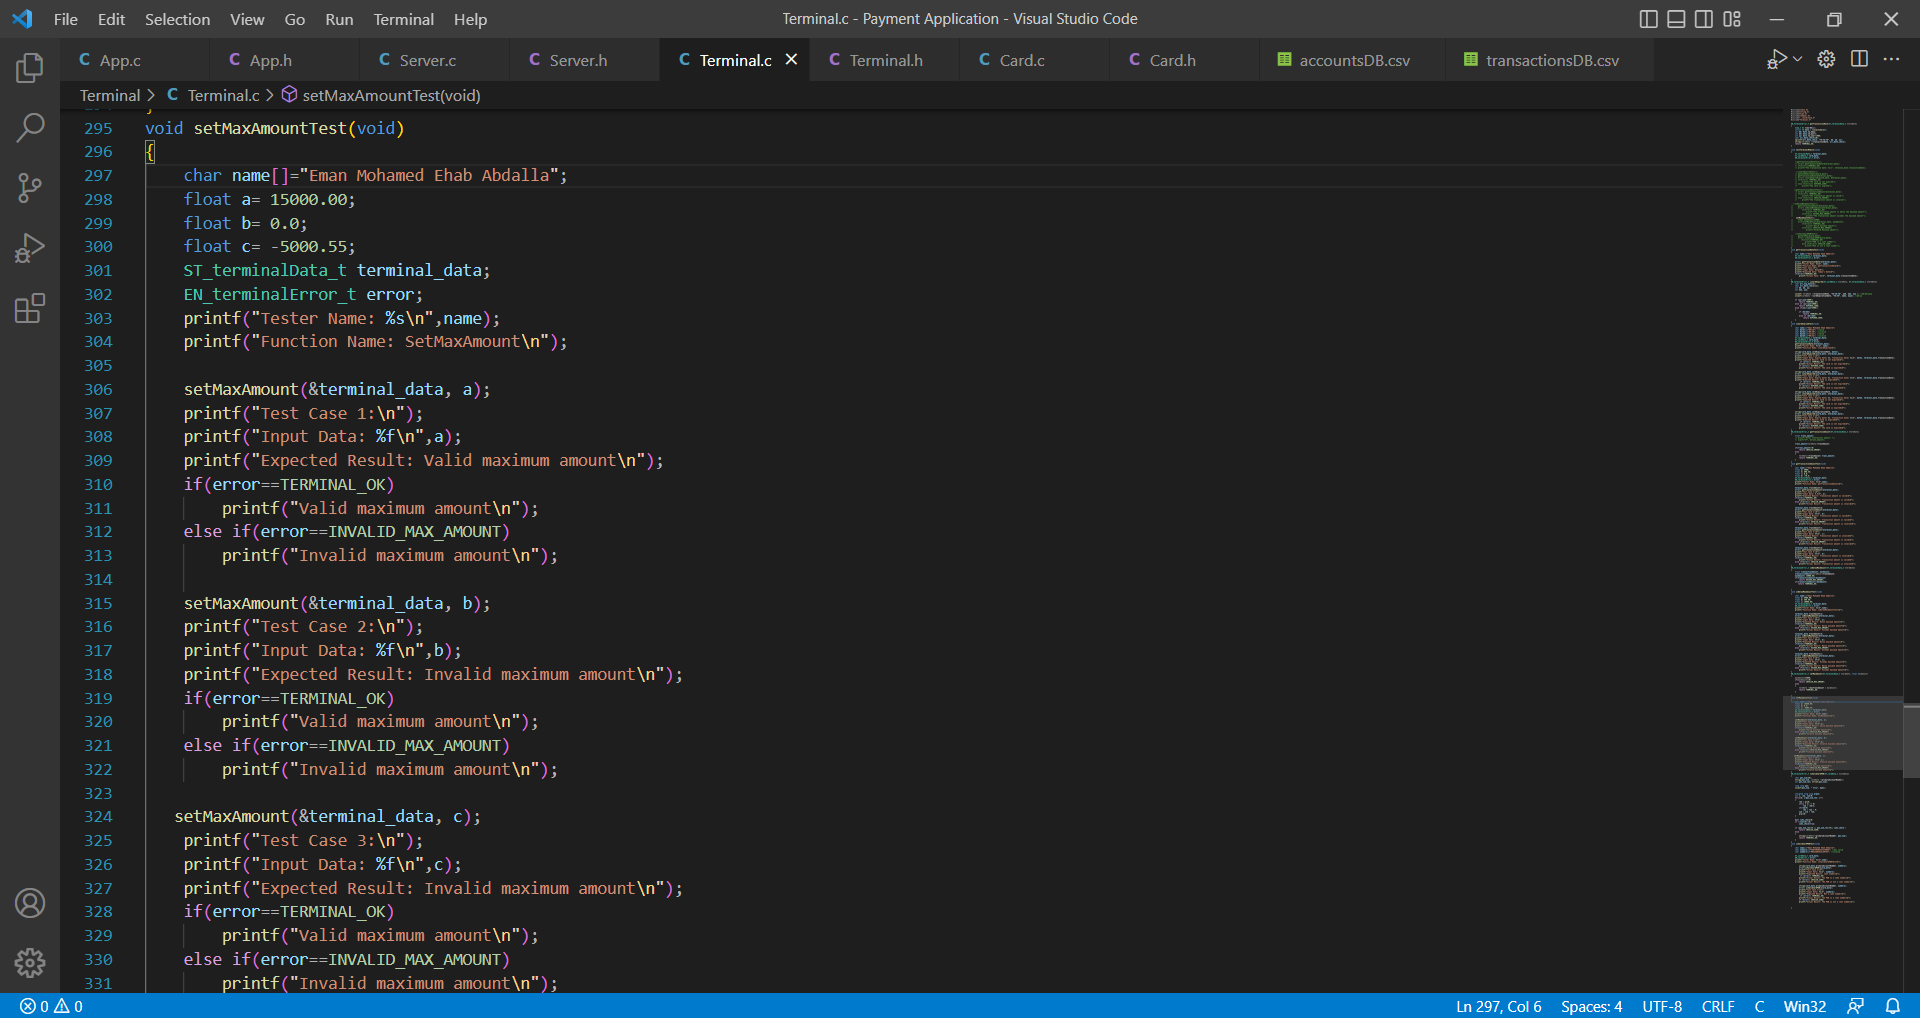 File Edit Selection View Go Run Terminal Help
Terminal.c - Payment Application - Visual Studio Code
C App.c C App.h C Server.c C Server.h C Terminal.c C Terminal.h C Card.c C Card.h accountsDB.csv transactionsDB.csv
Terminal > C Terminal.c > setMaxAmountTest(void)
295 void setMaxAmountTest(void)
296 {
297 char name[]="Eman Mohamed Ehab Abdalla";
298 float a= 15000.00;
299 float b= 0.0;
300 float c= -5000.55;
301 ST_terminalData_t terminal_data;
302 EN_terminalError_t error;
303 printf("Tester Name: %s\n",name);
304 printf("Function Name: SetMaxAmount\n");
305
306 setMaxAmount(&terminal_data, a);
307 printf("Test Case 1:\n");
308 printf("Input Data: %f\n",a);
309 printf("Expected Result: Valid maximum amount\n");
310 if(error==TERMINAL_OK)
311 printf("Valid maximum amount\n");
312 else if(error==INVALID_MAX_AMOUNT)
313 printf("Invalid maximum amount\n");
314
315 setMaxAmount(&terminal_data, b);
316 printf("Test Case 2:\n");
317 printf("Input Data: %f\n",b);
318 printf("Expected Result: Invalid maximum amount\n");
319 if(error==TERMINAL_OK)
320 printf("Valid maximum amount\n");
321 else if(error==INVALID_MAX_AMOUNT)
322 printf("Invalid maximum amount\n");
323
324 setMaxAmount(&terminal_data, c);
325 printf("Test Case 3:\n");
326 printf("Input Data: %f\n",c);
327 printf("Expected Result: Invalid maximum amount\n");
328 if(error==TERMINAL_OK)
329 printf("Valid maximum amount\n");
330 else if(error==INVALID_MAX_AMOUNT)
331 printf("Invalid maximum amount\n");
0 0 Ln 297, Col 6 Spaces: 4 UTF-8 CRLF C Win32